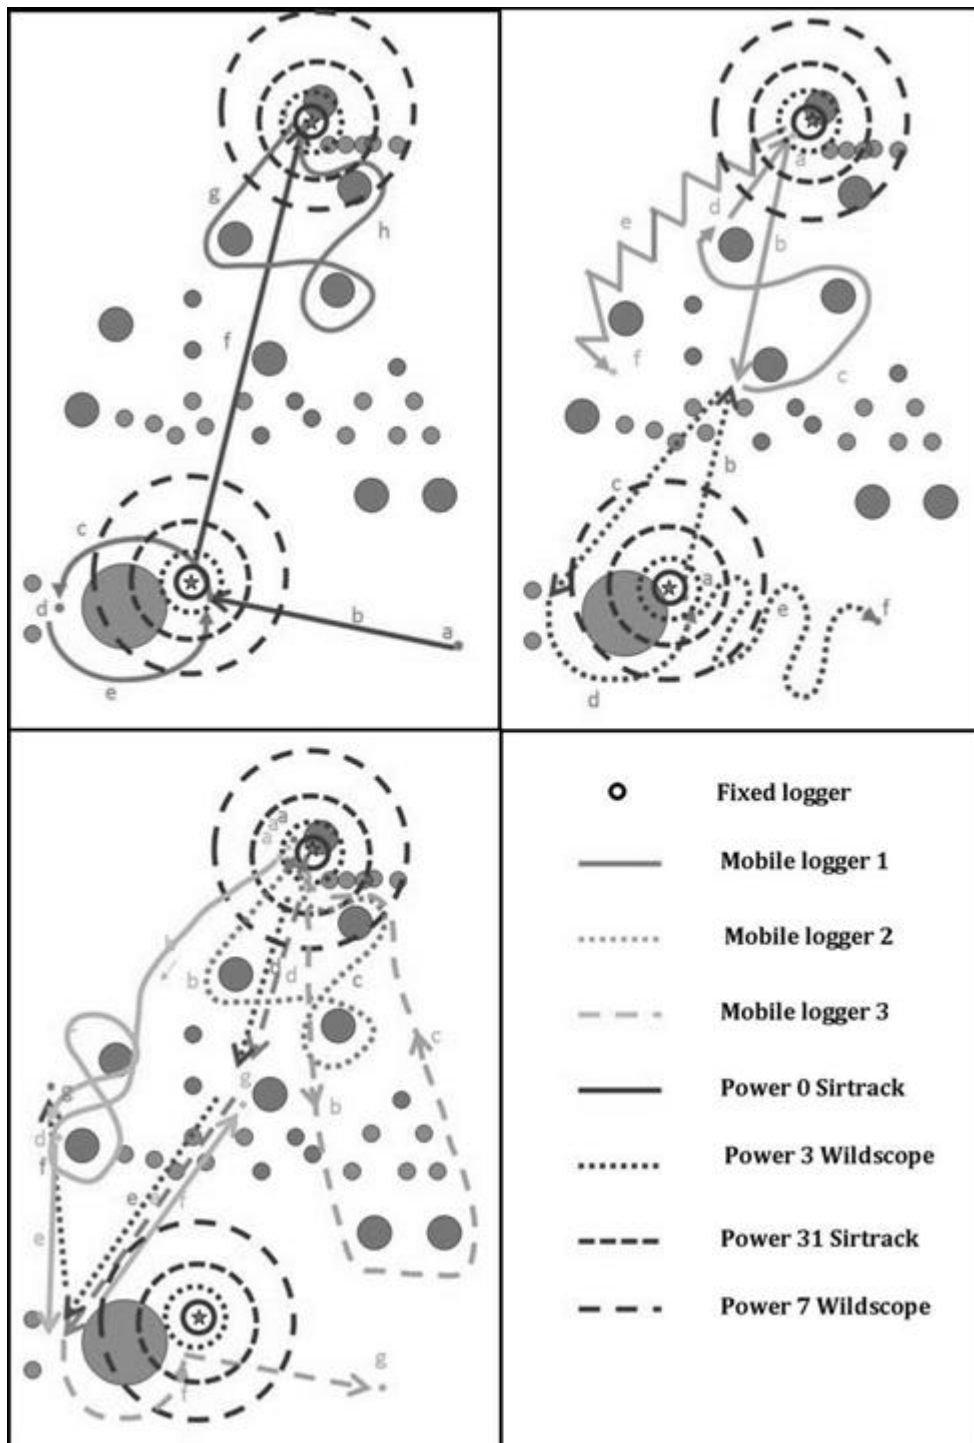 g
h
f
c
d
b
a
e
a
e
d
b
f
c
b
c
a
e
f
d
a
a
a
b
b
d
d
c
c
g
b
g
d
f
e
e
f
g
f
Fixed logger
Mobile logger 1
Mobile logger 2
Mobile logger 3
Power 0 Sirtrack
Power 3 Wildscope
Power 31 Sirtrack
Power 7 Wildscope